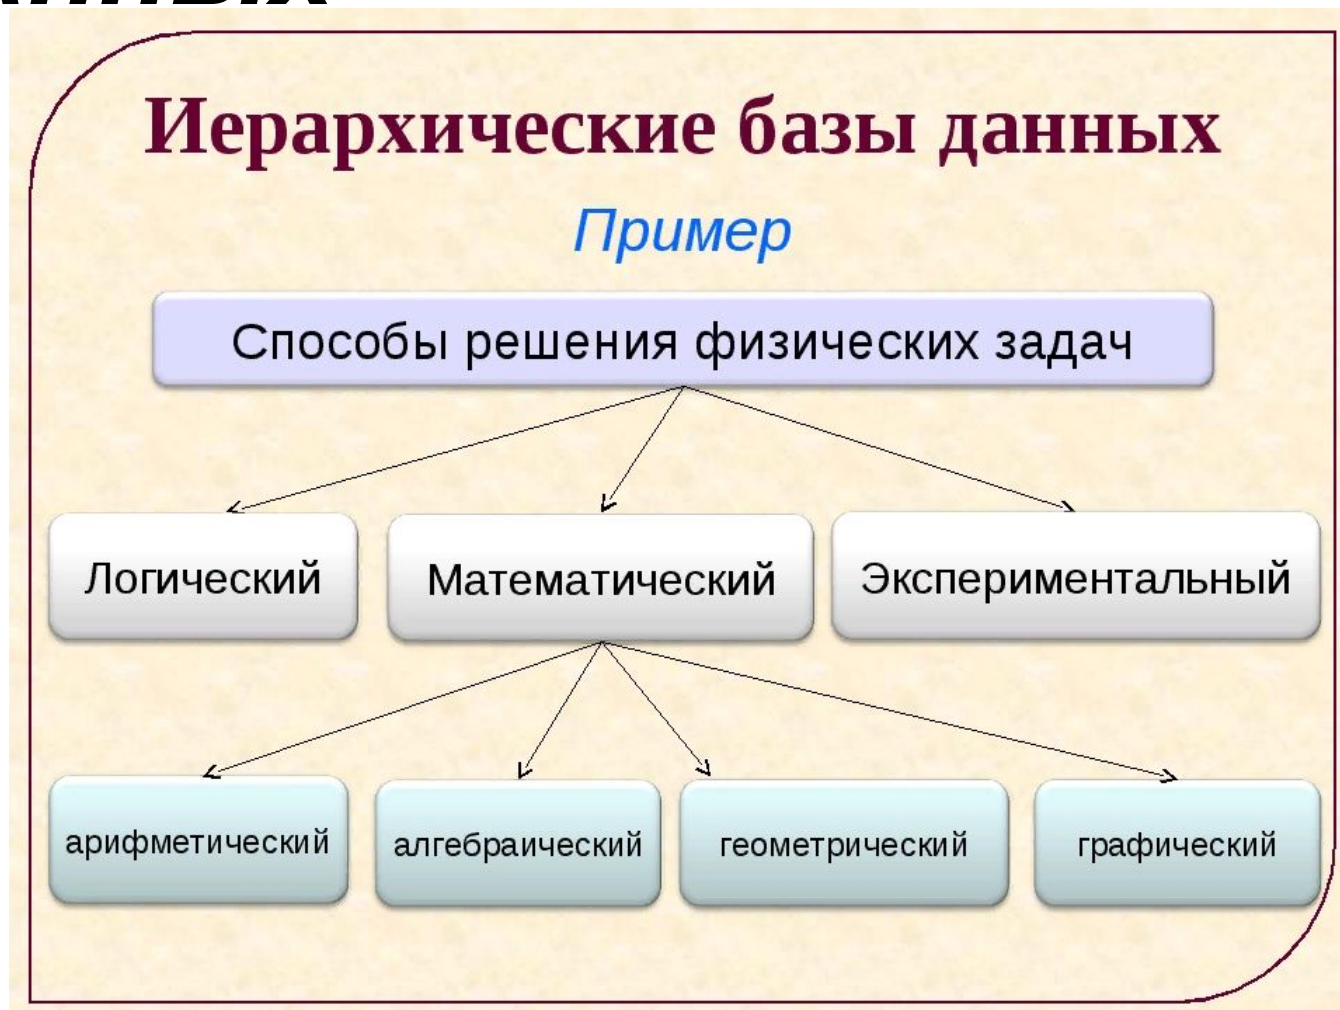 Иерархические базы данных
Пример
Способы решения физических задач
Логический
Математический
Экспериментальный
арифметический
алгебраический
геометрический
графический